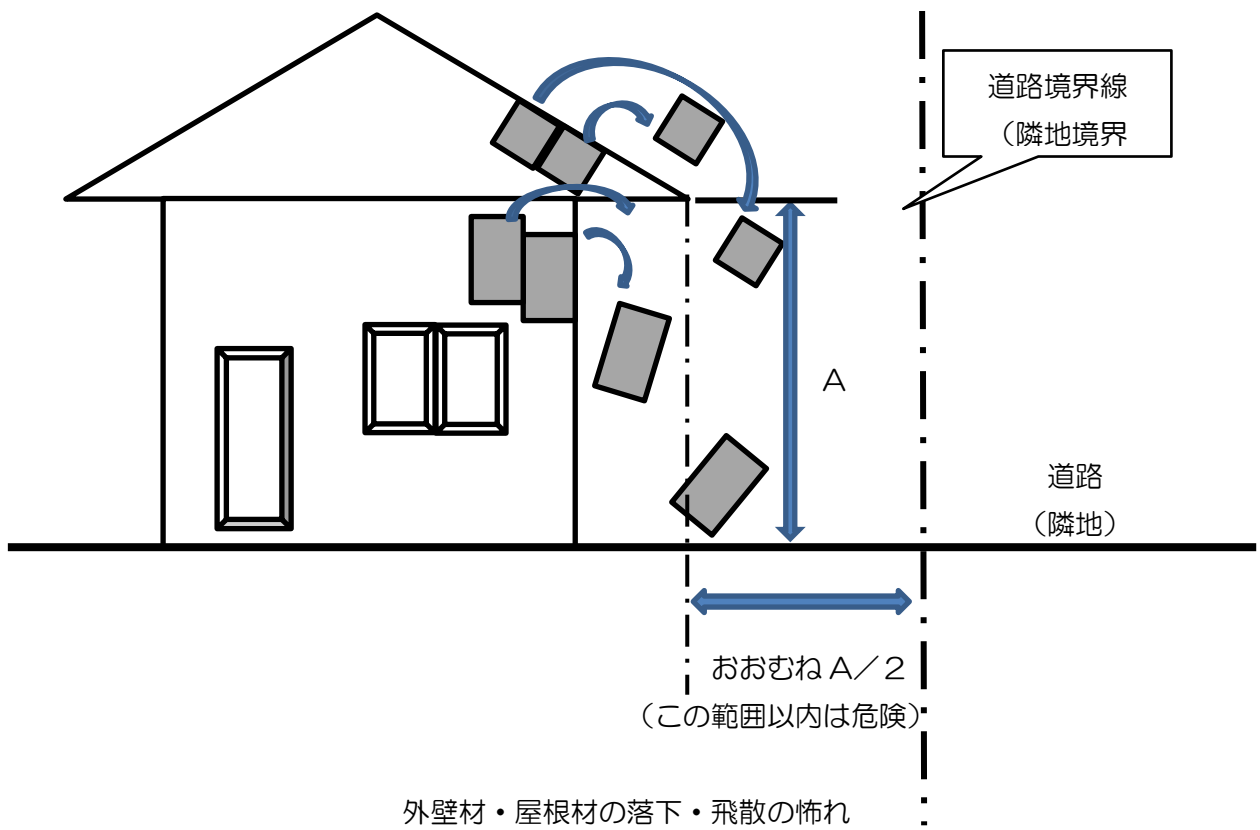 道路境界線
（隣地境界
A
道路
（隣地）
おおむねA／2
（この範囲以内は危険）
外壁材・屋根材の落下・飛散の怖れ